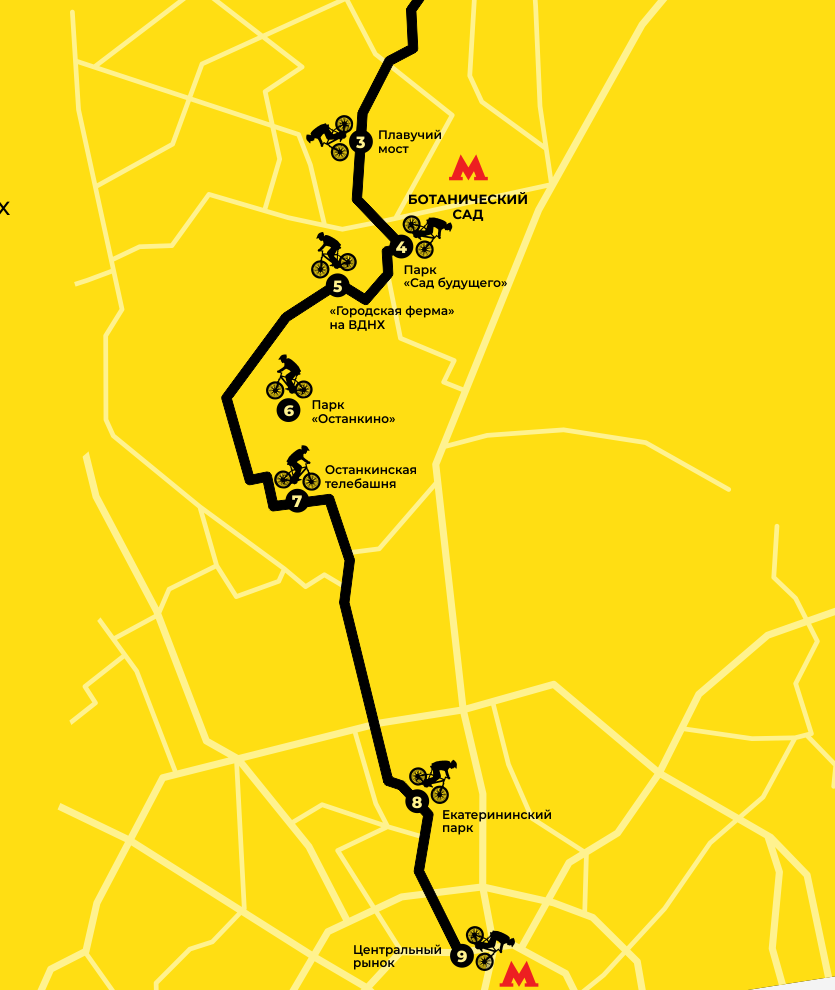 3
Плавучий
мост
М
БОТАНИЧЕСКИЙ
САД
х
4
Парк
«Сад будущего»
5
«Городская ферма»
на ВДНХ
6
Парк
«Останкино»
Останкинская
телебашня
7
8
Екатерининский
парк
Центральный
рынок
9
М